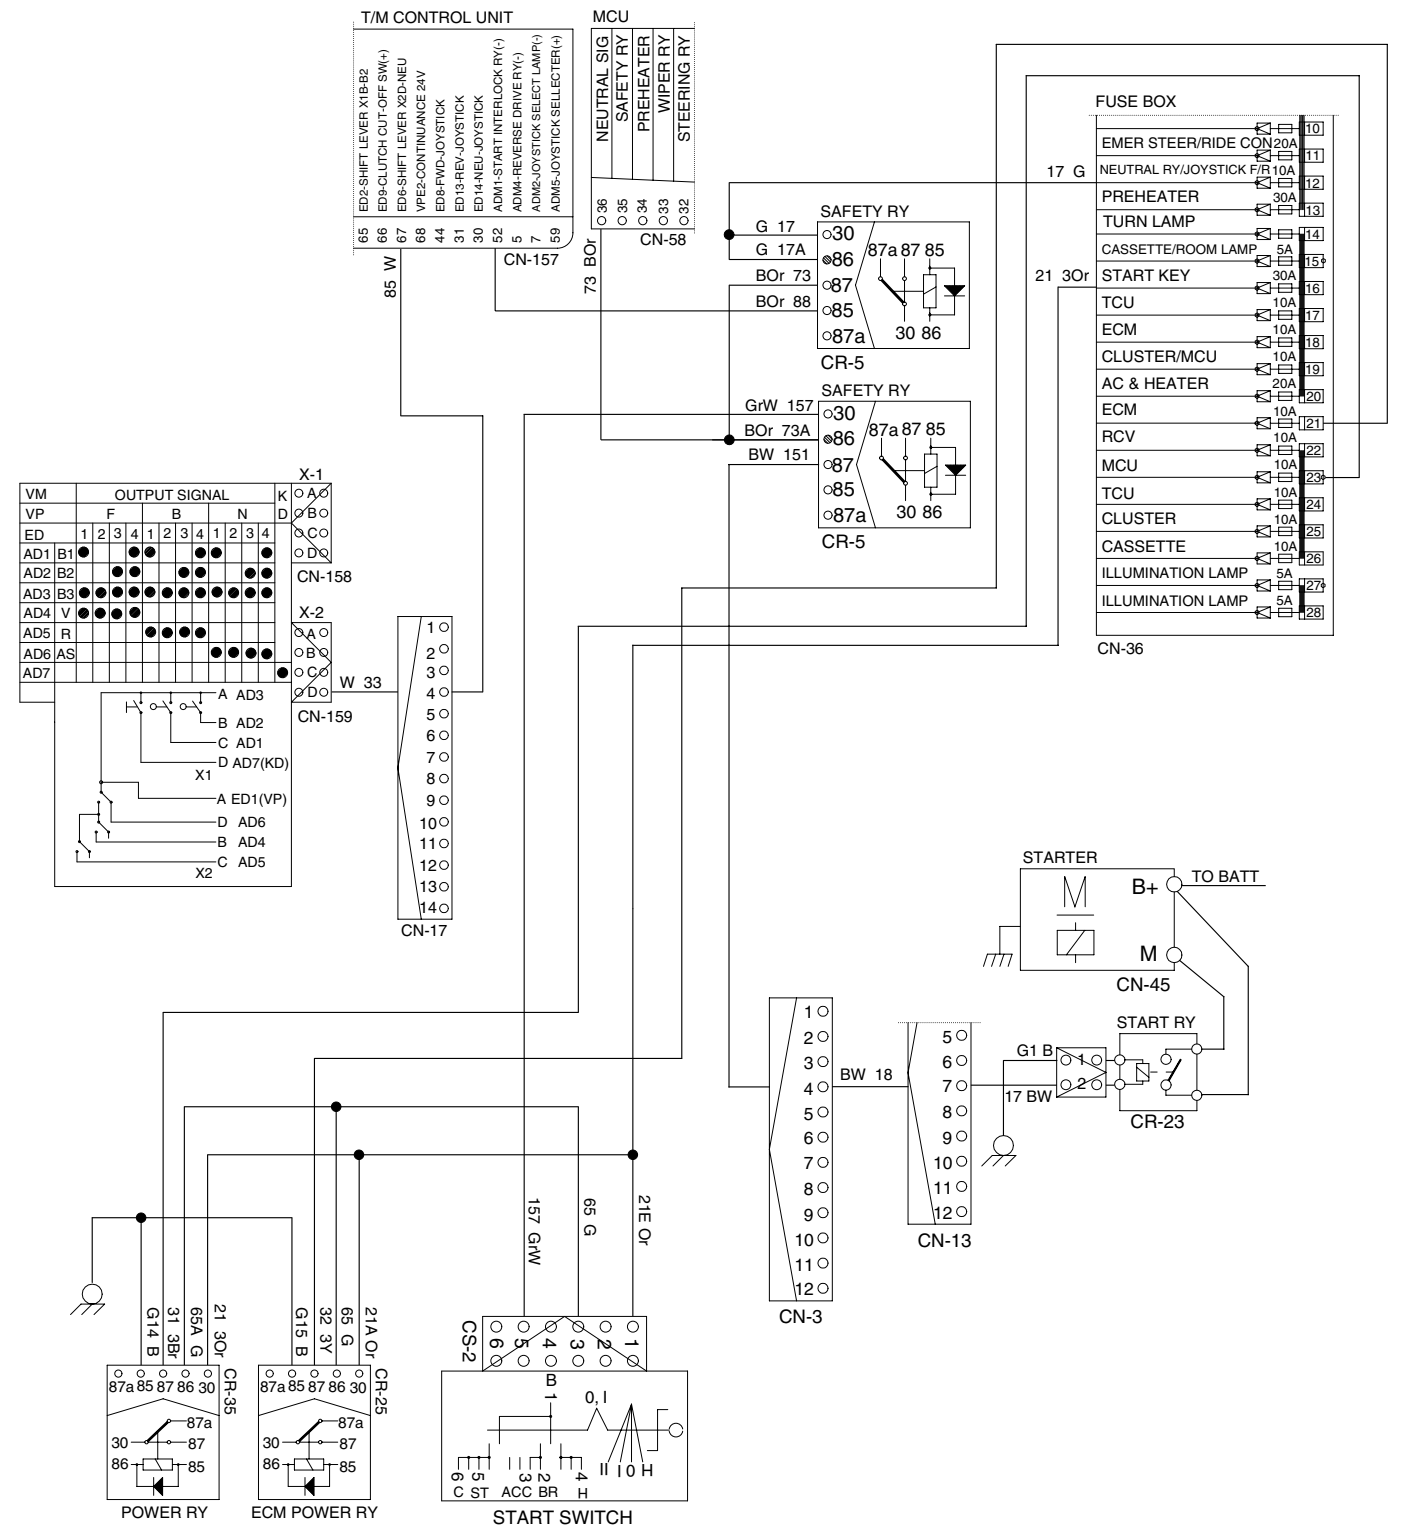 T/M CONTROL UNIT
ED2-SHIFT LEVER X1B-B2
ED9-CLUTCH CUT-OFF SW(+)
ED6-SHIFT LEVER X2D-NEU
VPE2-CONTINUANCE 24V
ED8-FWD-JOYSTICK
ED13-REV-JOYSTICK
ED14-NEU-JOYSTICK
ADM1-START INTERLOCK RY(-)
ADM4-REVERSE DRIVE RY(-)
ADM2-JOYSTICK SELECT LAMP(-)
ADM5-JOYSTICK SELLECTER(+)
65 66 67 68 44 31 30 52 5 7 59
CN-157
85 W
MCU
NEUTRAL SIG
SAFETY RY
PREHEATER
WIPER RY
STEERING RY
36 35 34 33 32
CN-58
73 BOr
FUSE BOX
10
EMER STEER/RIDE CON 20A 11
NEUTRAL RY/JOYSTICK F/R 10A 12
PREHEATER 30A 13
TURN LAMP 14
CASSETTE/ROOM LAMP 5A 15
START KEY 30A 16
TCU 10A 17
ECM 10A 18
CLUSTER/MCU 10A 19
AC & HEATER 20A 20
ECM 10A 21
RCV 10A 22
MCU 10A 23
TCU 10A 24
CLUSTER 10A 25
CASSETTE 10A 26
ILLUMINATION LAMP 5A 27
ILLUMINATION LAMP 5A 28
CN-36
17 G
21 3Or
SAFETY RY
G 17 30
G 17A 86
BOr 73 87
BOr 88 85
87a
87a 87 85
30 86
CR-5
SAFETY RY
GrW 157 30
BOr 73A 86
BW 151 87
85
87a
87a 87 85
30 86
CR-5
VM OUTPUT SIGNAL K
VP F B N D
ED 1 2 3 4 1 2 3 4 1 2 3 4
AD1 B1
AD2 B2
AD3 B3
AD4 V
AD5 R
AD6 AS
AD7
X-1
A
B
C
D
CN-158
X-2
A
B
C
D
CN-159
W 33
A AD3
B AD2
C AD1
D AD7(KD)
X1
A ED1(VP)
D AD6
B AD4
C AD5
X2
1
2
3
4
5
6
7
8
9
10
11
12
13
14
CN-17
STARTER
M
B+
TO BATT
M
CN-45
START RY
G1 B
1
2
17 BW
CR-23
1
2
3
4
5
6
7
8
9
10
11
12
CN-3
BW 18
5
6
7
8
9
10
11
12
CN-13
157 GrW
65 G
21E Or
G14 B
31 3Br
65A G
21 3Or
87a 85 87 86 30
CR-35
87a
30 87
86 85
POWER RY
G15 B
32 3Y
65 G
21A Or
87a 85 87 86 30
CR-25
87a
30 87
86 85
ECM POWER RY
CS-2
6 5 4 3 2 1
B
1
0, I
II I 0 H
6 5 3 2 4
C ST ACC BR H
START SWITCH